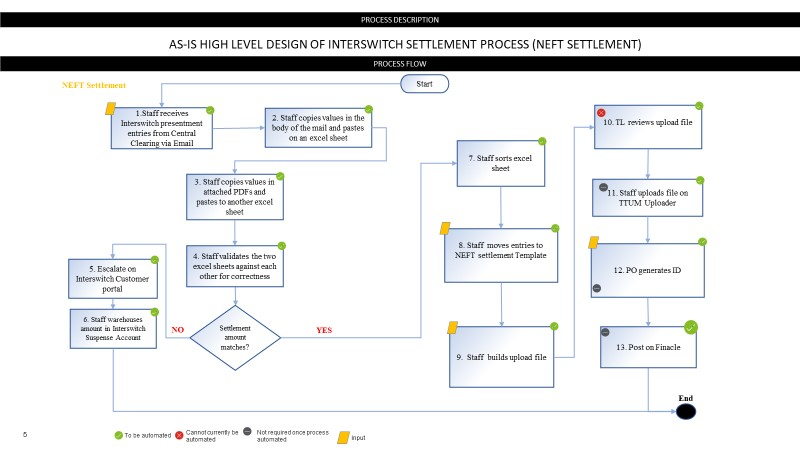 PROCESS DESCRIPTION
AS-IS HIGH LEVEL DESIGN OF INTERSWITCH SETTLEMENT PROCESS (NEFT SETTLEMENT)
PROCESS FLOW
NEFT Settlement
Start
1.Staff receives
Interswitch presentment
entries from Central
Clearing via Email
2. Staff copies values in the
body of the mail and pastes
on an excel sheet
3. Staff copies values in
attached PDFs and
pastes to another excel
sheet
4. Staff validates the two
excel sheets against each
other for correctness
5. Escalate on
Interswitch Customer
portal
6. Staff warehouses
amount in Interswitch
Suspense Account
NO
Settlement
amount
matches?
YES
7. Staff sorts excel
sheet
8. Staff moves entries to
NEFT settlement Template
9. Staff builds upload file
10. TL reviews upload file
11. Staff uploads file on
TTUM Uploader
12. PO generates ID
13. Post on Finacle
End
5
To be automated
Cannot currently be
automated
Not required once process
automated
Input